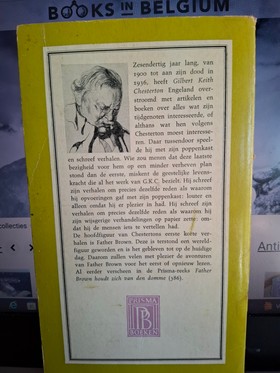 BOOKS IN BELGIUM
Zesendertig jaar lang, van
1900 tot aan zijn dood in
1936, heeft Gilbert Keith
Chesterton Engeland over-
stroomd met artikelen en
boeken over alles wat zijn
tijdgenoten interesseerde, of
althans wat hen volgens
Chesterton moest interesse-
ren. Daar tussendoor speel-
de hij met zijn poppenkast
en schreef verhalen. Wie zou menen dat deze laatste
bezigheid voor hem op een minder verheven plan
stond dan de eerste, miskent de geestelijke levens-
kracht die al het werk van G.K.C. bezielt. Hij schreef
zijn verhalen om precies dezelfde reden als waarom
hij opvoeringen gaf met zijn poppenkast: louter en
alleen omdat hij er plezier in had. Hij schreef zijn
verhalen om precies dezelfde reden als waarom hij
zijn wijsgerige verhandelingen op papier zette: om-
dat hij de mensen iets te vertellen had.
De hoofdfiguur van Chestertons eerste korte ver-
halen is Father Brown. Deze is terstond een wereld-
figuur geworden en is het gebleven tot op de huidige
dag. Daarom zullen velen met plezier de avonturen
van Father Brown voor het eerst of opnieuw lezen.
Al eerder verscheen in de Prisma-reeks Father
Brown houdt zich van den domme (386).
PRISMA
PB
BOEKEN
collecties
Anti